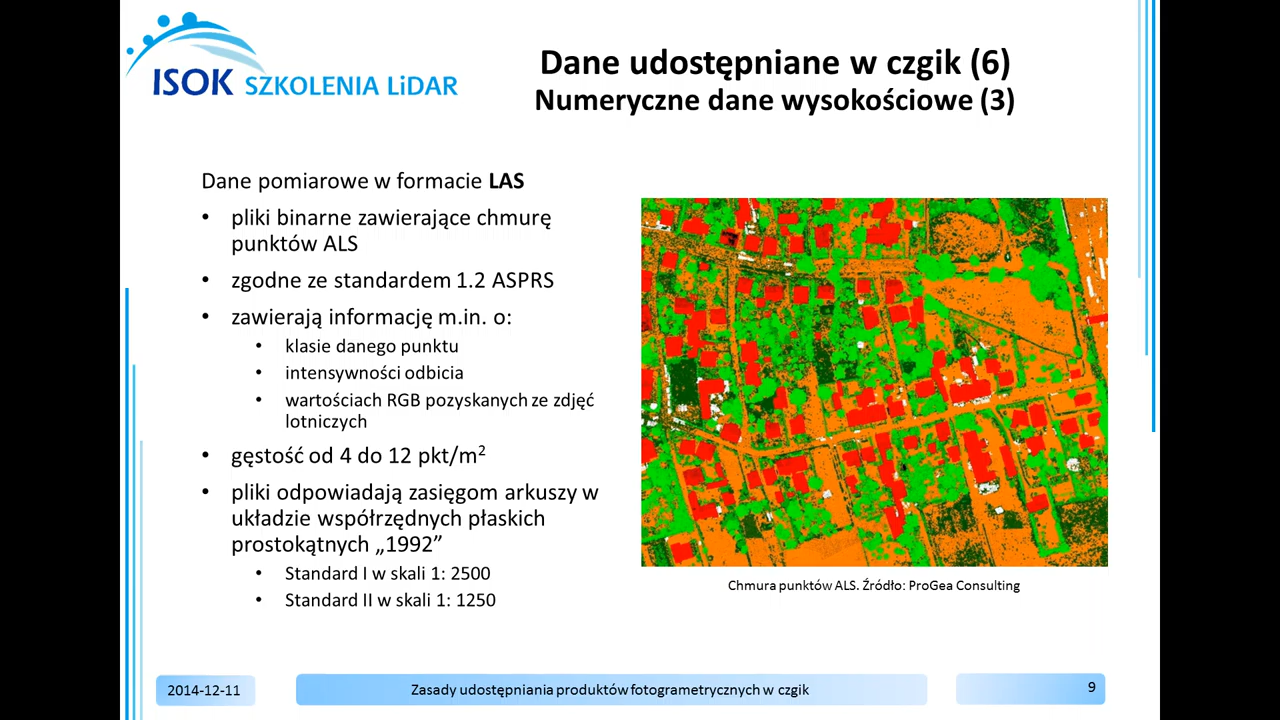 ISOK SZKOLENIA LiDAR
Dane udostępniane w czgik (6)
Numeryczne dane wysokościowe (3)
Dane pomiarowe w formacie LAS
• pliki binarne zawierające chmurę
punktów ALS
• zgodne ze standardem 1.2 ASPRS
• zawierają informację m.in. o:
• klasie danego punktu
• intensywności odbicia
• wartościach RGB pozyskanych ze zdjęć
lotniczych
• gęstość od 4 do 12 pkt/m²
• pliki odpowiadają zasięgom arkuszy w
układzie współrzędnych płaskich
prostokątnych „1992”
• Standard I w skali 1: 2500
• Standard II w skali 1: 1250
Chmura punktów ALS. Źródło: ProGea Consulting
2014-12-11
Zasady udostępniania produktów fotogrametrycznych w czgik
9